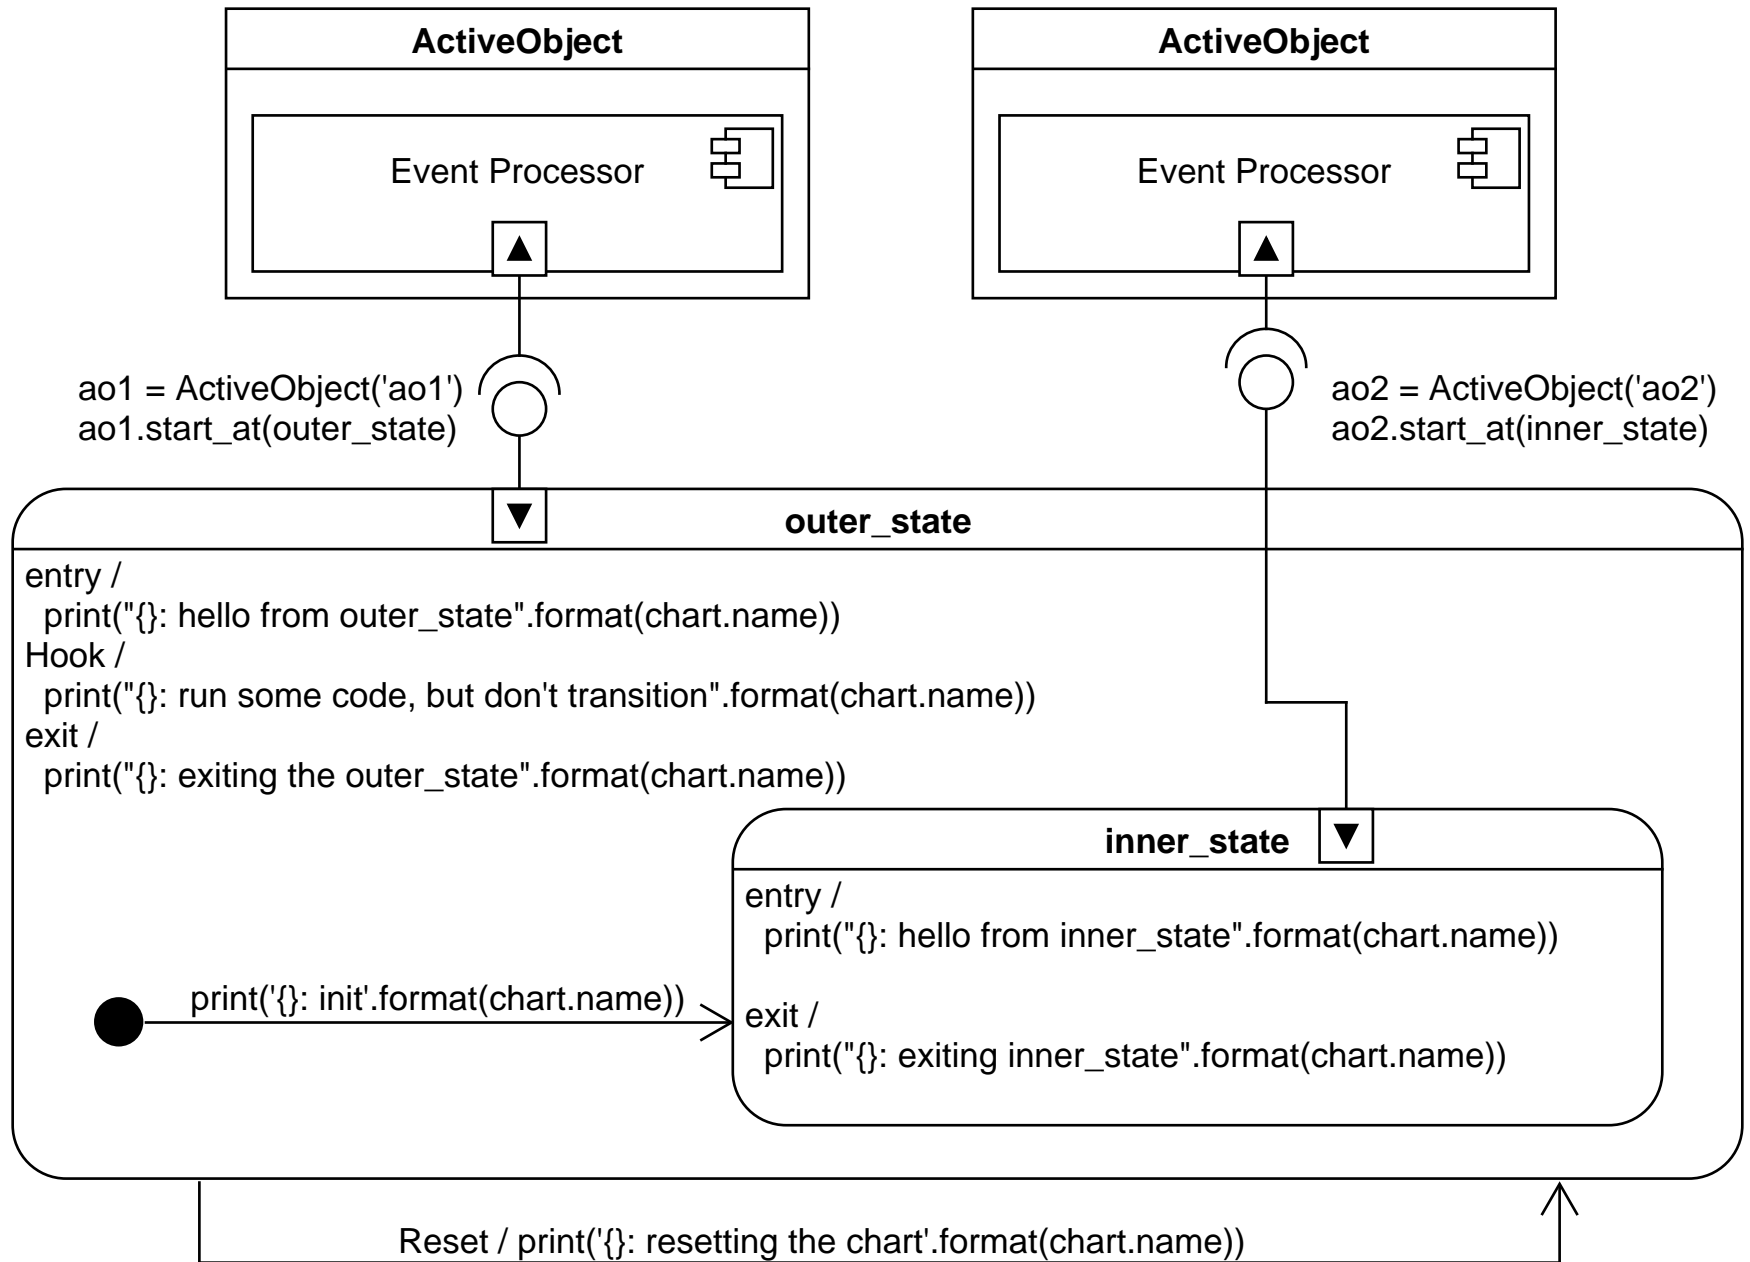 ActiveObject
ActiveObject
Event Processor
Event Processor
ao1 = ActiveObject('ao1')
ao1.start_at(outer_state)
ao2 = ActiveObject('ao2')
ao2.start_at(inner_state)
outer_state
entry /
print("{}: hello from outer_state".format(chart.name))
Hook /
print("{}: run some code, but don't transition".format(chart.name))
exit /
print("{}: exiting the outer_state".format(chart.name))
inner_state
entry /
print("{}: hello from inner_state".format(chart.name))
print('{}: init'.format(chart.name))
exit /
print("{}: exiting inner_state".format(chart.name))
Reset / print('{}: resetting the chart'.format(chart.name))